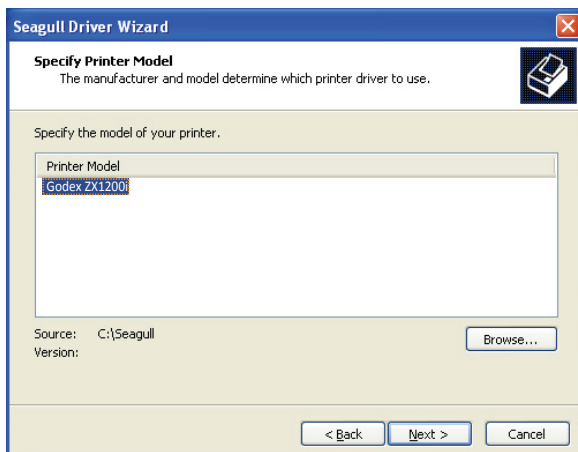 Seagull Driver Wizard
Specify Printer Model
The manufacturer and model determine which printer driver to use.
Specify the model of your printer.
Printer Model
Godex ZX1200i
Source: C:\Seagull
Version:
Browse...
< Back Next > Cancel